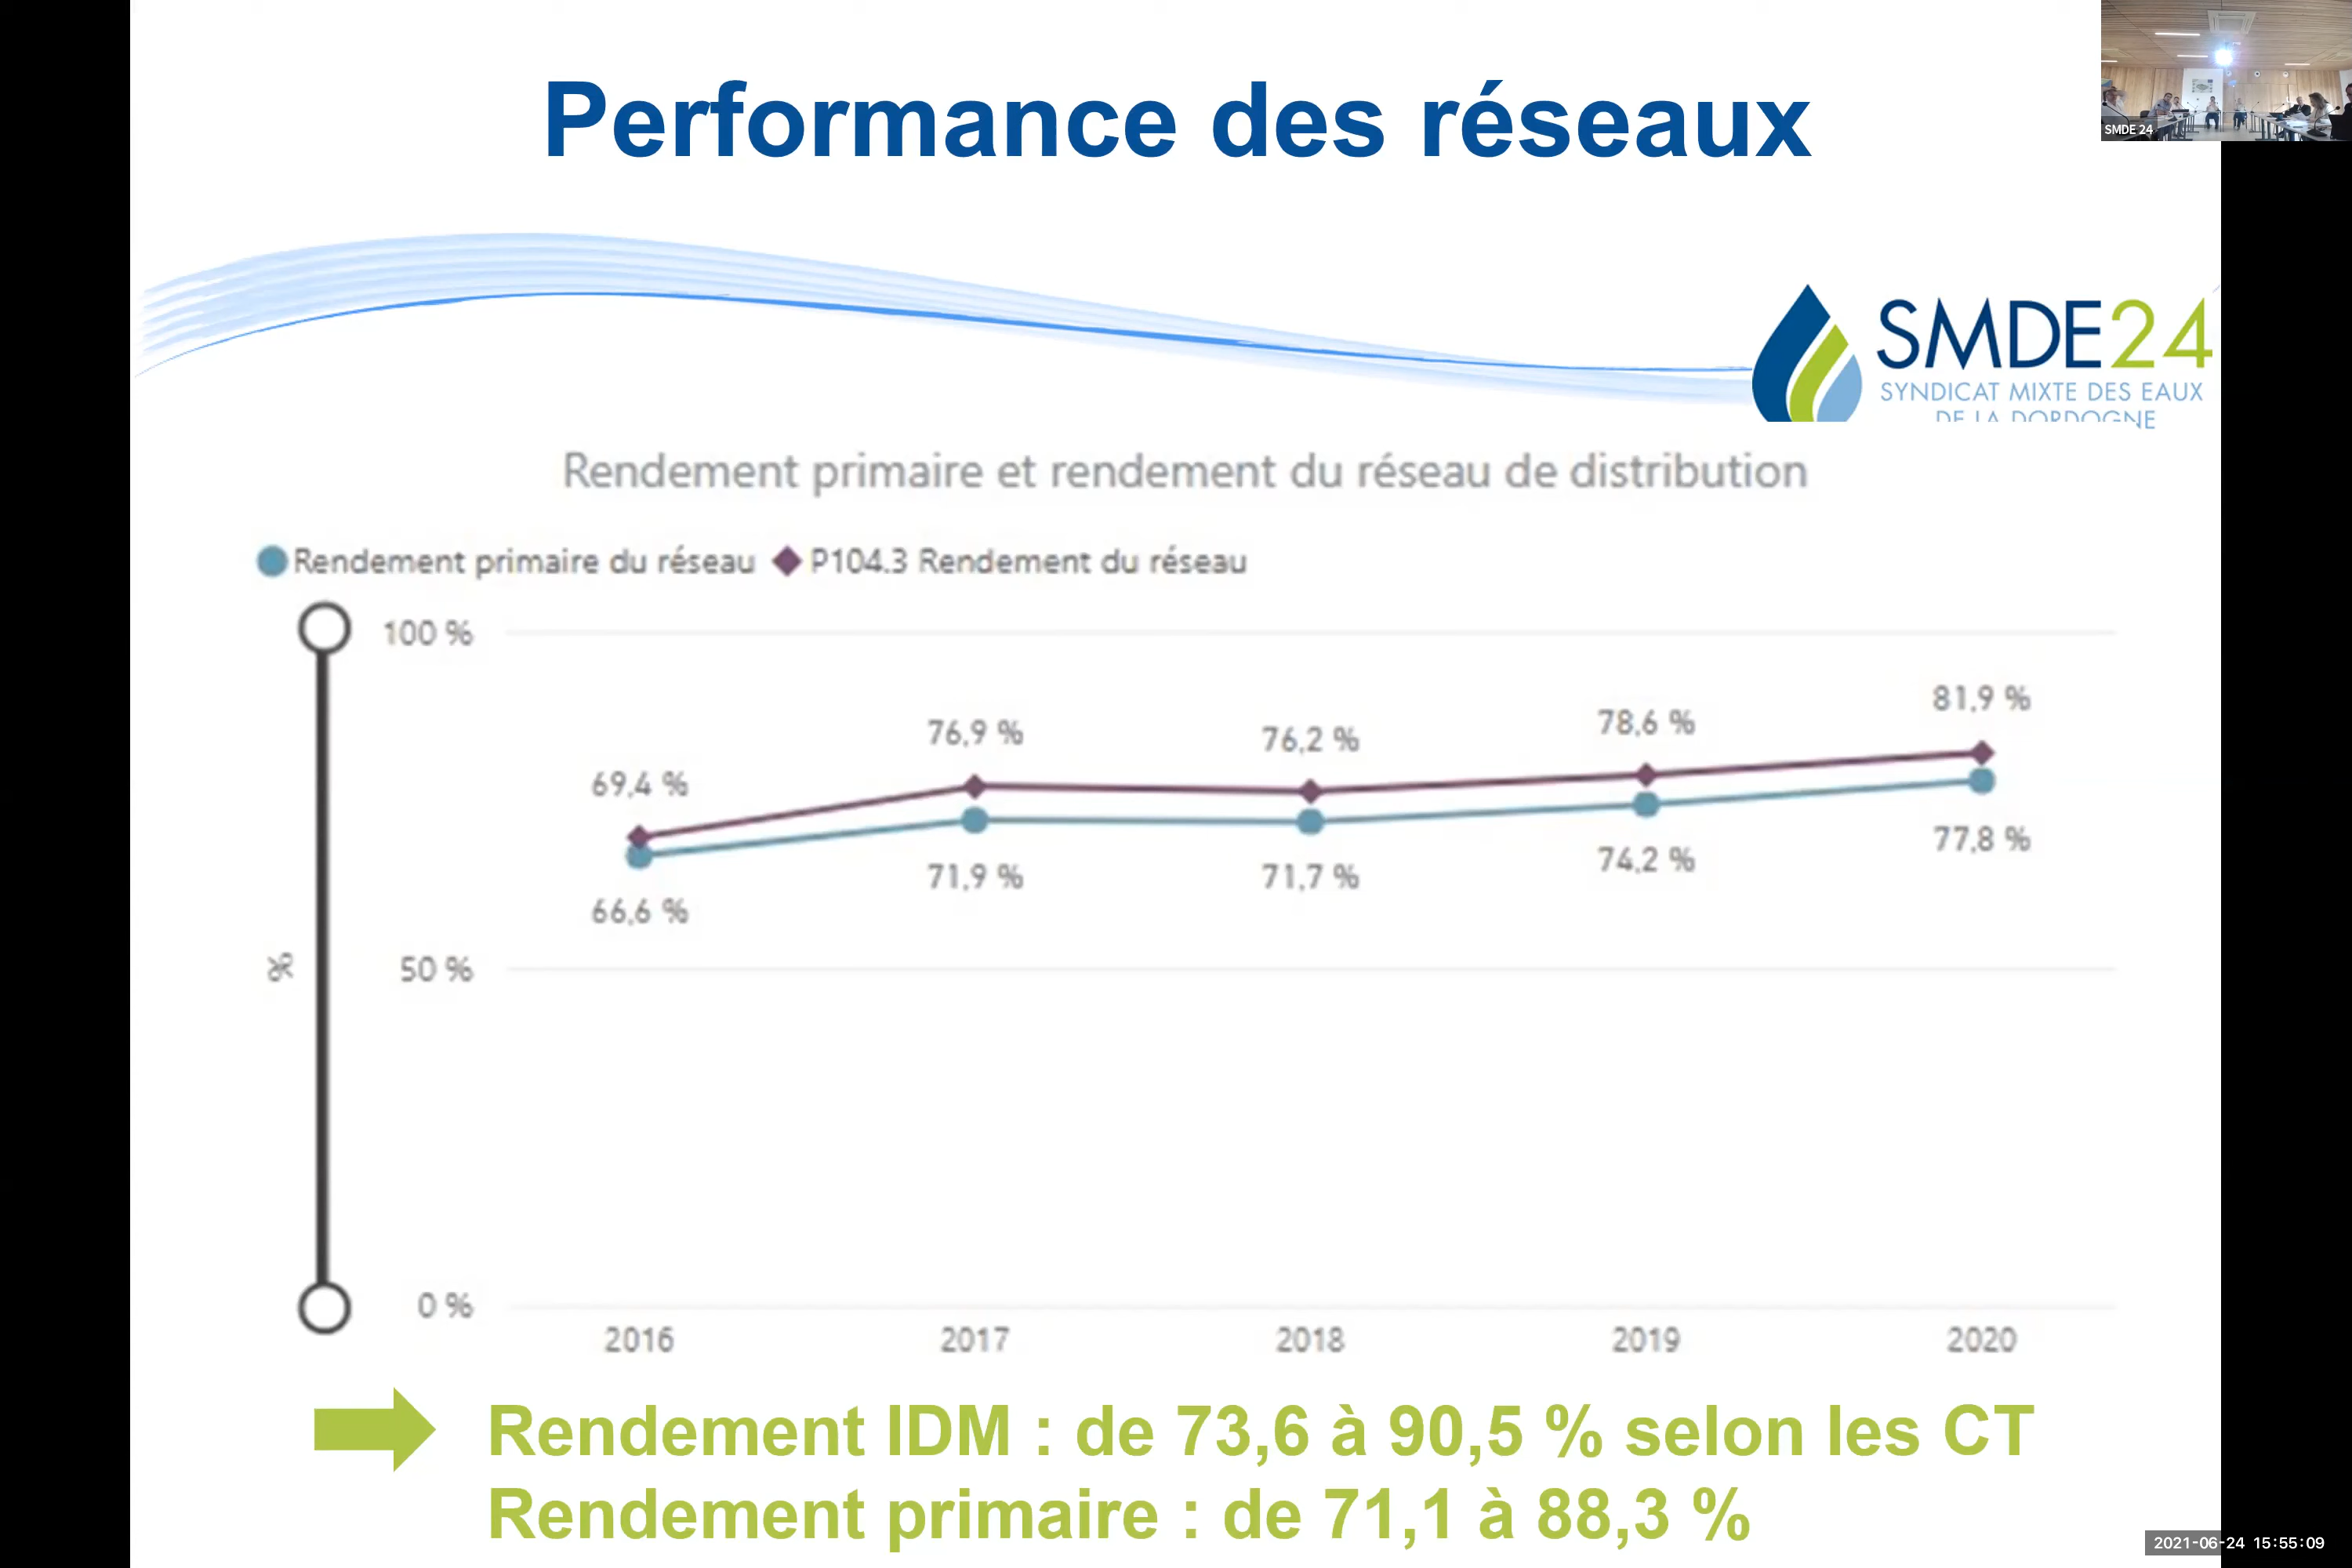 Performance des réseaux
SMDE 24
SMDE24
SYNDICAT MIXTE DES EAUX
DE LA DORDOGNE
Rendement primaire et rendement du réseau de distribution
Rendement primaire du réseau P104.3 Rendement du réseau
100 %
81,9 %
76,9 %
76,2 %
78,6 %
69,4 %
77,8 %
74,2 %
71,9 %
71,7 %
66,6 %
%
50 %
0 %
2016 2017 2018 2019 2020
Rendement IDM : de 73,6 à 90,5 % selon les CT
Rendement primaire : de 71,1 à 88,3 %
2021-06-24 15:55:09